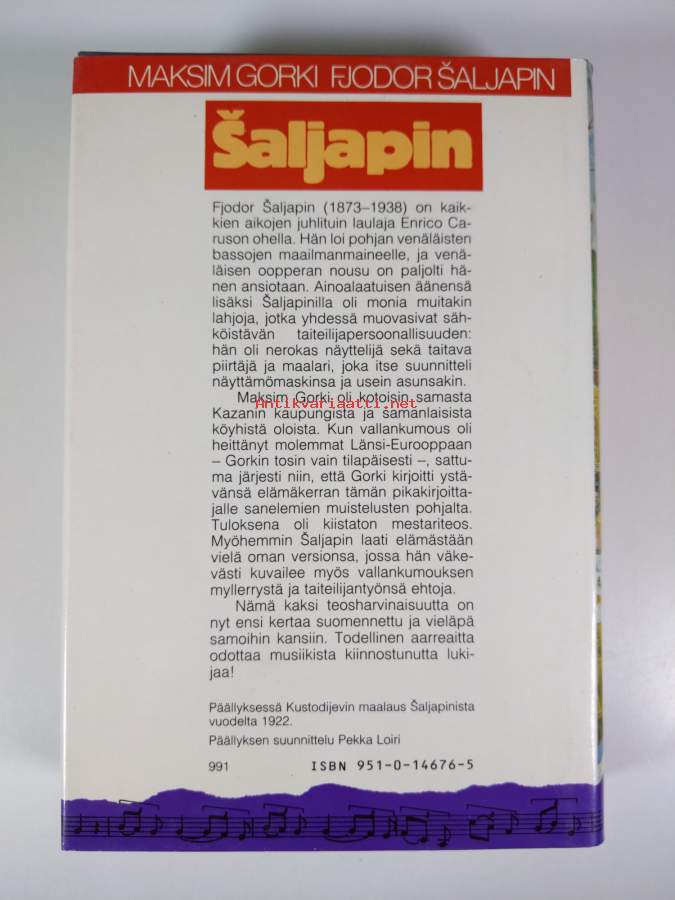 MAKSIM GORKI FJODOR ŠALJAPIN
Šaljapin
Fjodor Šaljapin (1873–1938) on kaik-
kien aikojen juhlituin laulaja Enrico Ca-
ruson ohella. Hän loi pohjan venäläisten
bassojen maailmanmaineelle, ja venä-
läisen oopperan nousu on paljolti hä-
nen ansiotaan. Ainoalaatuisen äänensä
lisäksi Šaljapinilla oli monia muitakin
lahjoja, jotka yhdessä muovasivat säh-
köistävän taiteilijapersoonallisuuden:
hän oli nerokas näyttelijä sekä taitava
piirtäjä ja maalari, joka itse suunnitteli
näyttämömaskinsa ja usein asunsakin.
Maksim Gorki oli kotoisin samasta
Antikvariaatti.net
Kazanin kaupungista ja samanlaisista
köyhistä oloista. Kun vallankumous oli
heittänyt molemmat Länsi-Eurooppaan
– Gorkin tosin vain tilapäisesti –, sattu-
ma järjesti niin, että Gorki kirjoitti ystä-
vänsä elämäkerran tämän pikakirjoitta-
jalle sanelemien muistelusten pohjalta.
Tuloksena oli kiistaton mestariteos.
Myöhemmin Šaljapin laati elämästään
vielä oman versionsa, jossa hän väke-
västi kuvailee myös vallankumouksen
myllerrystä ja taiteilijantyönsä ehtoja.
Nämä kaksi teosharvinaisuutta on
nyt ensi kertaa suomennettu ja vieläpä
samoihin kansiin. Todellinen aarreaitta
odottaa musiikista kiinnostunutta luki-
jaa!
Päällyksessä Kustodijevin maalaus Šaljapinista
vuodelta 1922.
Päällyksen suunnittelu Pekka Loiri
991 ISBN 951-0-14676-5